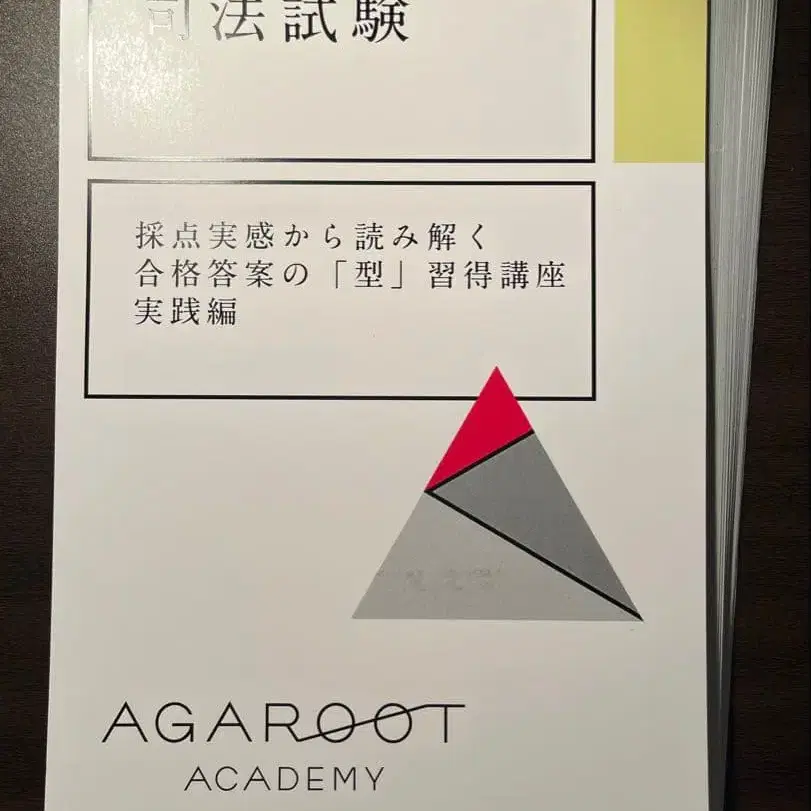 司法試験
採点実感から読み解く
合格答案の「型」習得講座
実践編
AGAROOT
ACADEMY